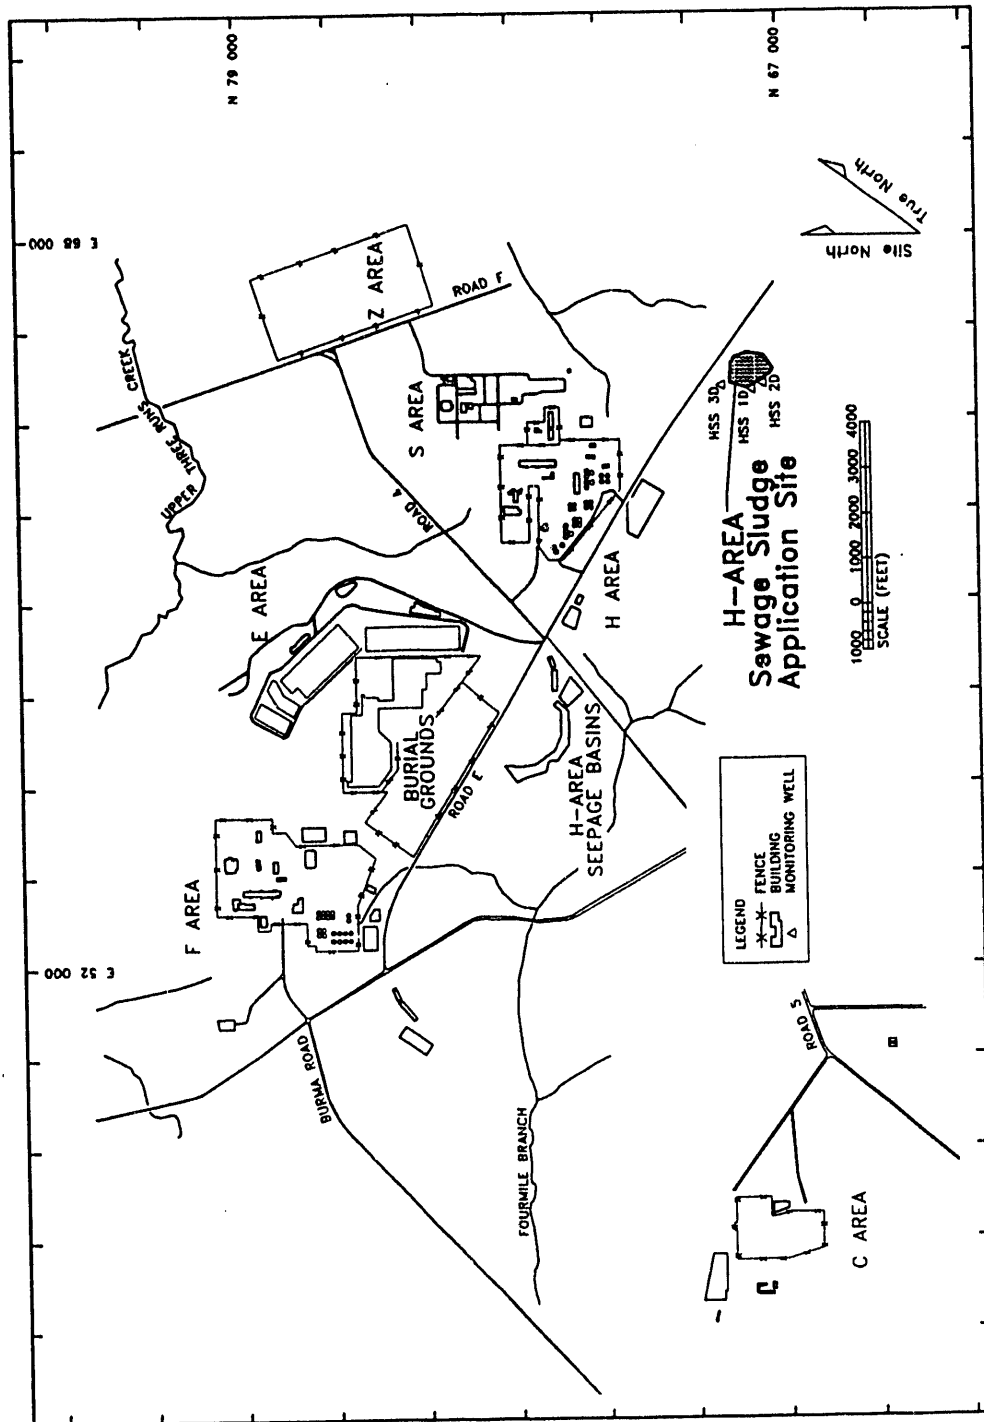 N 79 000
N 67 000
E 68 000
E 52 000
UPPER THREE RUNS CREEK
Z AREA
ROAD F
S AREA
ROAD 4
E AREA
H AREA
BURIAL
GROUNDS
ROAD E
H-AREA
SEEPAGE BASINS
F AREA
BURMA ROAD
FOURMILE BRANCH
C AREA
ROAD 5
HSS 3D
HSS 1D
HSS 2D
H-AREA
Sewage Sludge
Application Site
Site North
True North
1000 0 1000 2000 3000 4000
SCALE (FEET)
LEGEND
FENCE
BUILDING
MONITORING WELL